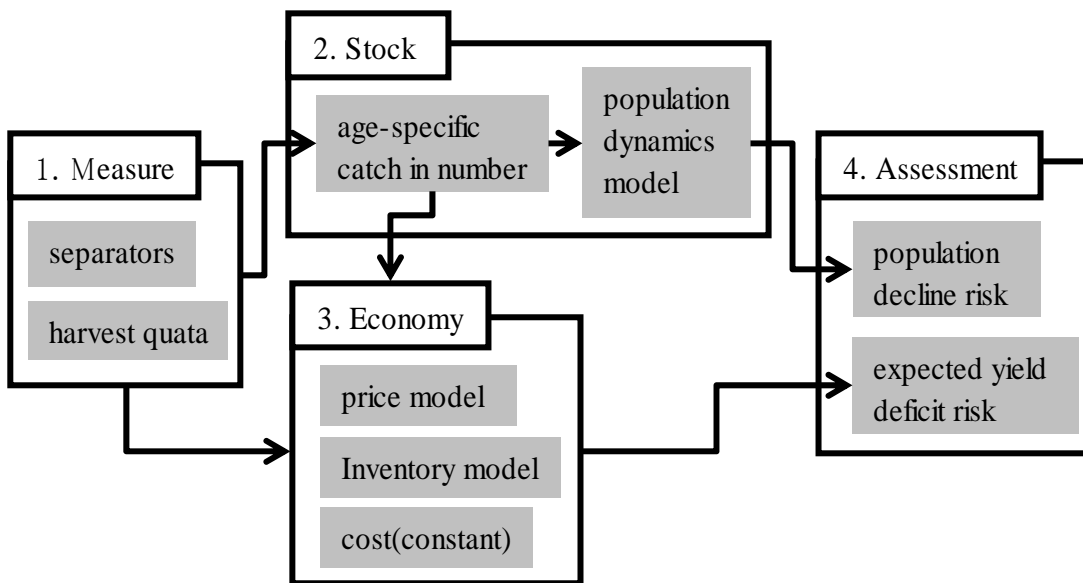 1. Measure
separators
harvest quata
2. Stock
age-specific
catch in number
population
dynamics
model
3. Economy
price model
Inventory model
cost(constant)
4. Assessment
population
decline risk
expected yield
deficit risk